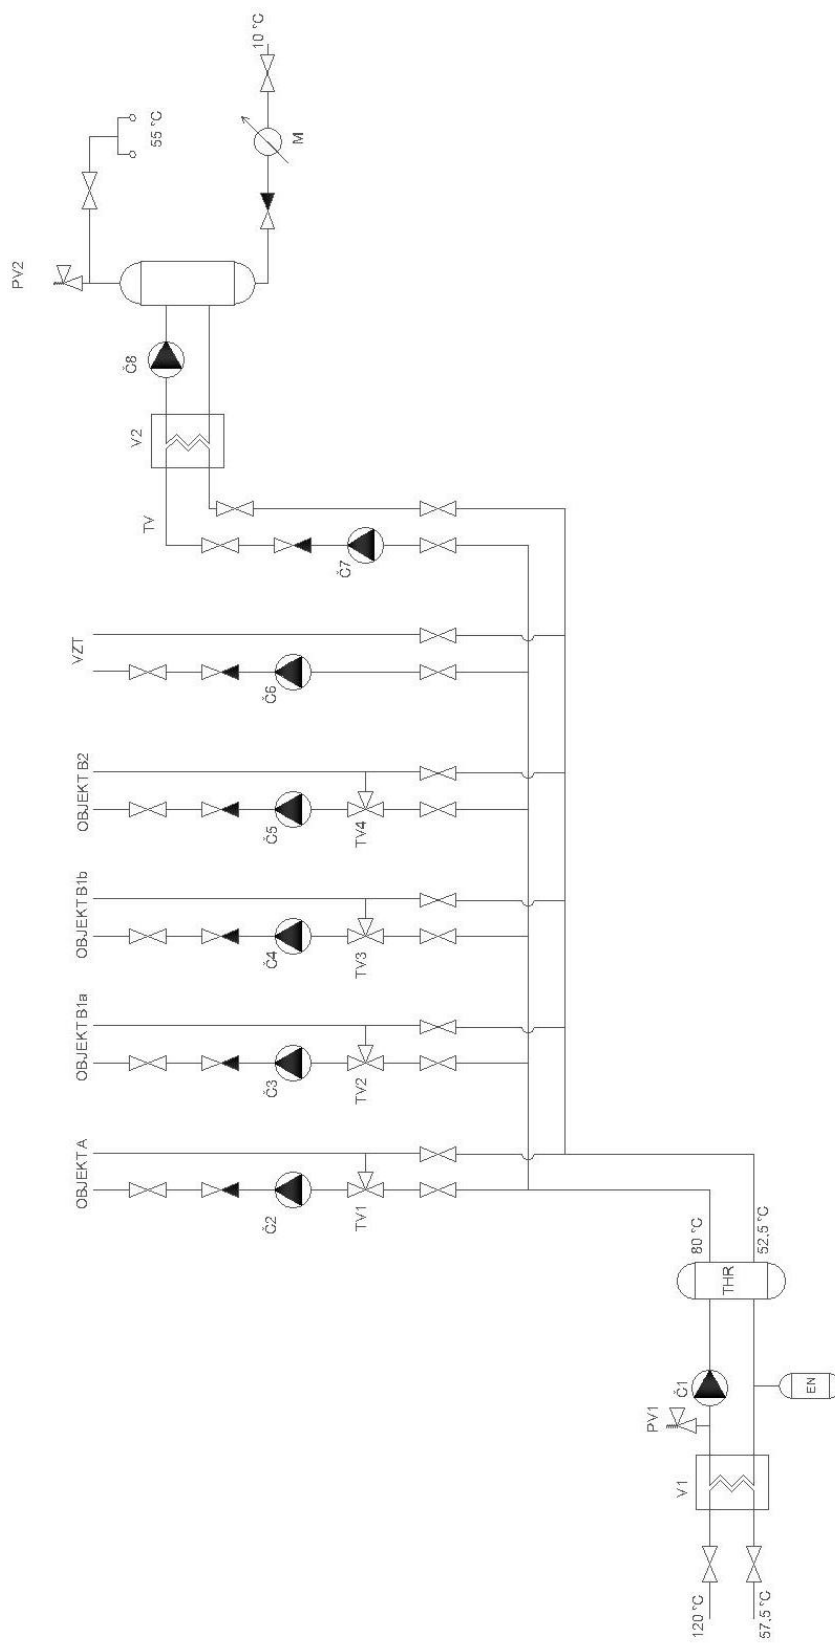 120 °C
57,5 °C
V1
PV1
Č1
EN
THR
80 °C
52,5 °C
OBJEKT A
Č2
TV1
OBJEKT B1a
Č3
TV2
OBJEKT B1b
Č4
TV3
OBJEKT B2
Č5
TV4
VZT
Č6
TV
Č7
V2
Č8
PV2
55 °C
M
10 °C